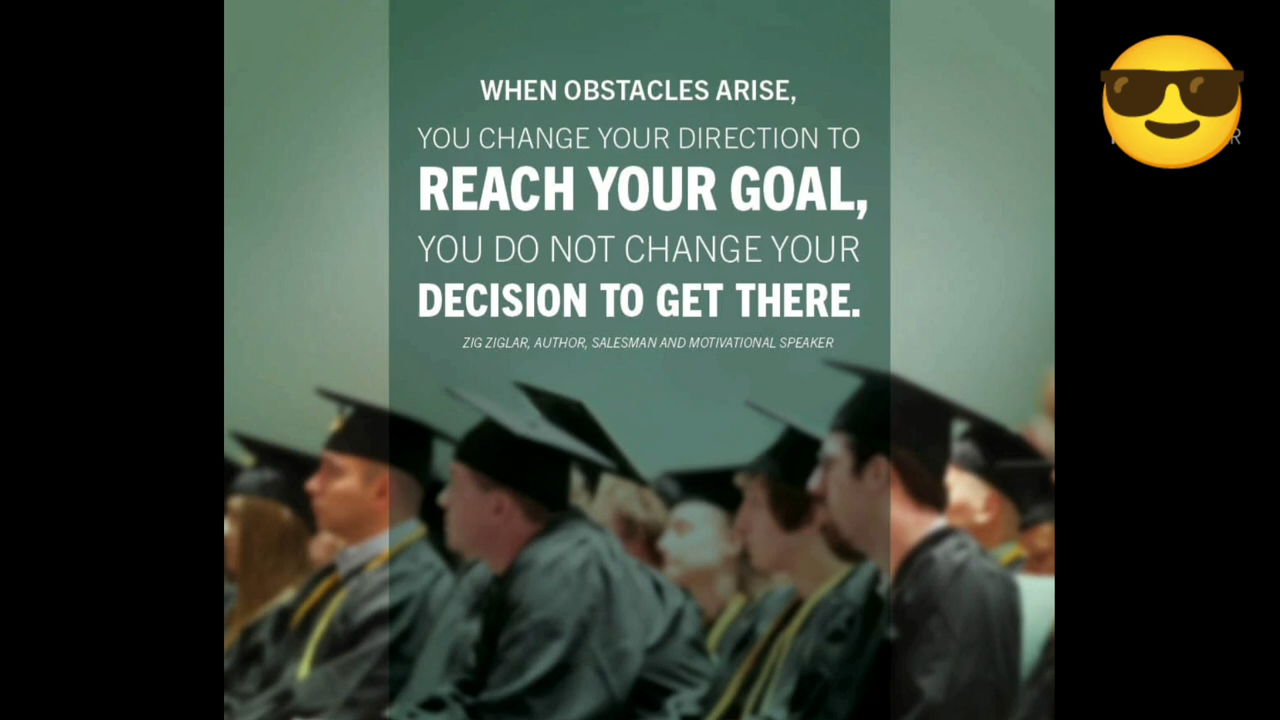 WHEN OBSTACLES ARISE,
YOU CHANGE YOUR DIRECTION TO
REACH YOUR GOAL,
YOU DO NOT CHANGE YOUR
DECISION TO GET THERE.
ZIG ZIGLAR, AUTHOR, SALESMAN AND MOTIVATIONAL SPEAKER